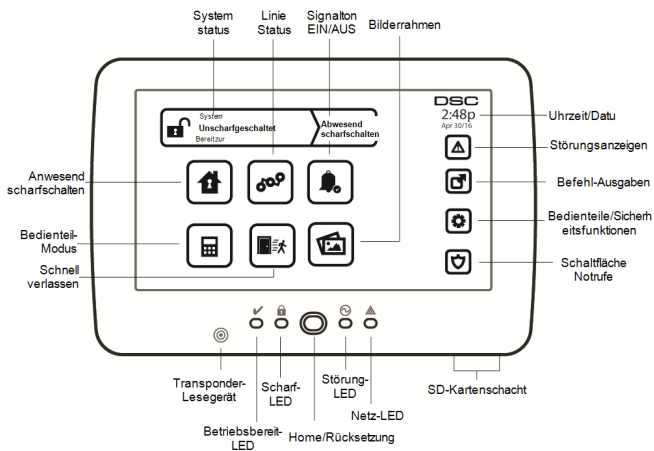 System
status
Linie
Status
Signalton
EIN/AUS
Bilderrahmen
DSC
2:48p
Apr 30/16
System
Unscharfgeschaltet
Bereitzur
Abwesend
scharfschalten
Uhrzeit/Datu
Störungsanzeigen
Befehl-Ausgaben
Bedienteile/Sicherh
eitsfunktionen
Schaltfläche
Notrufe
Anwesend
scharfschalten
Bedienteil-
Modus
Schnell
verlassen
Transponder-
Lesegerät
Scharf-
LED
Störung-
LED
SD-Kartenschacht
Netz-LED
Betriebsbereit-
LED
Home/Rücksetzung